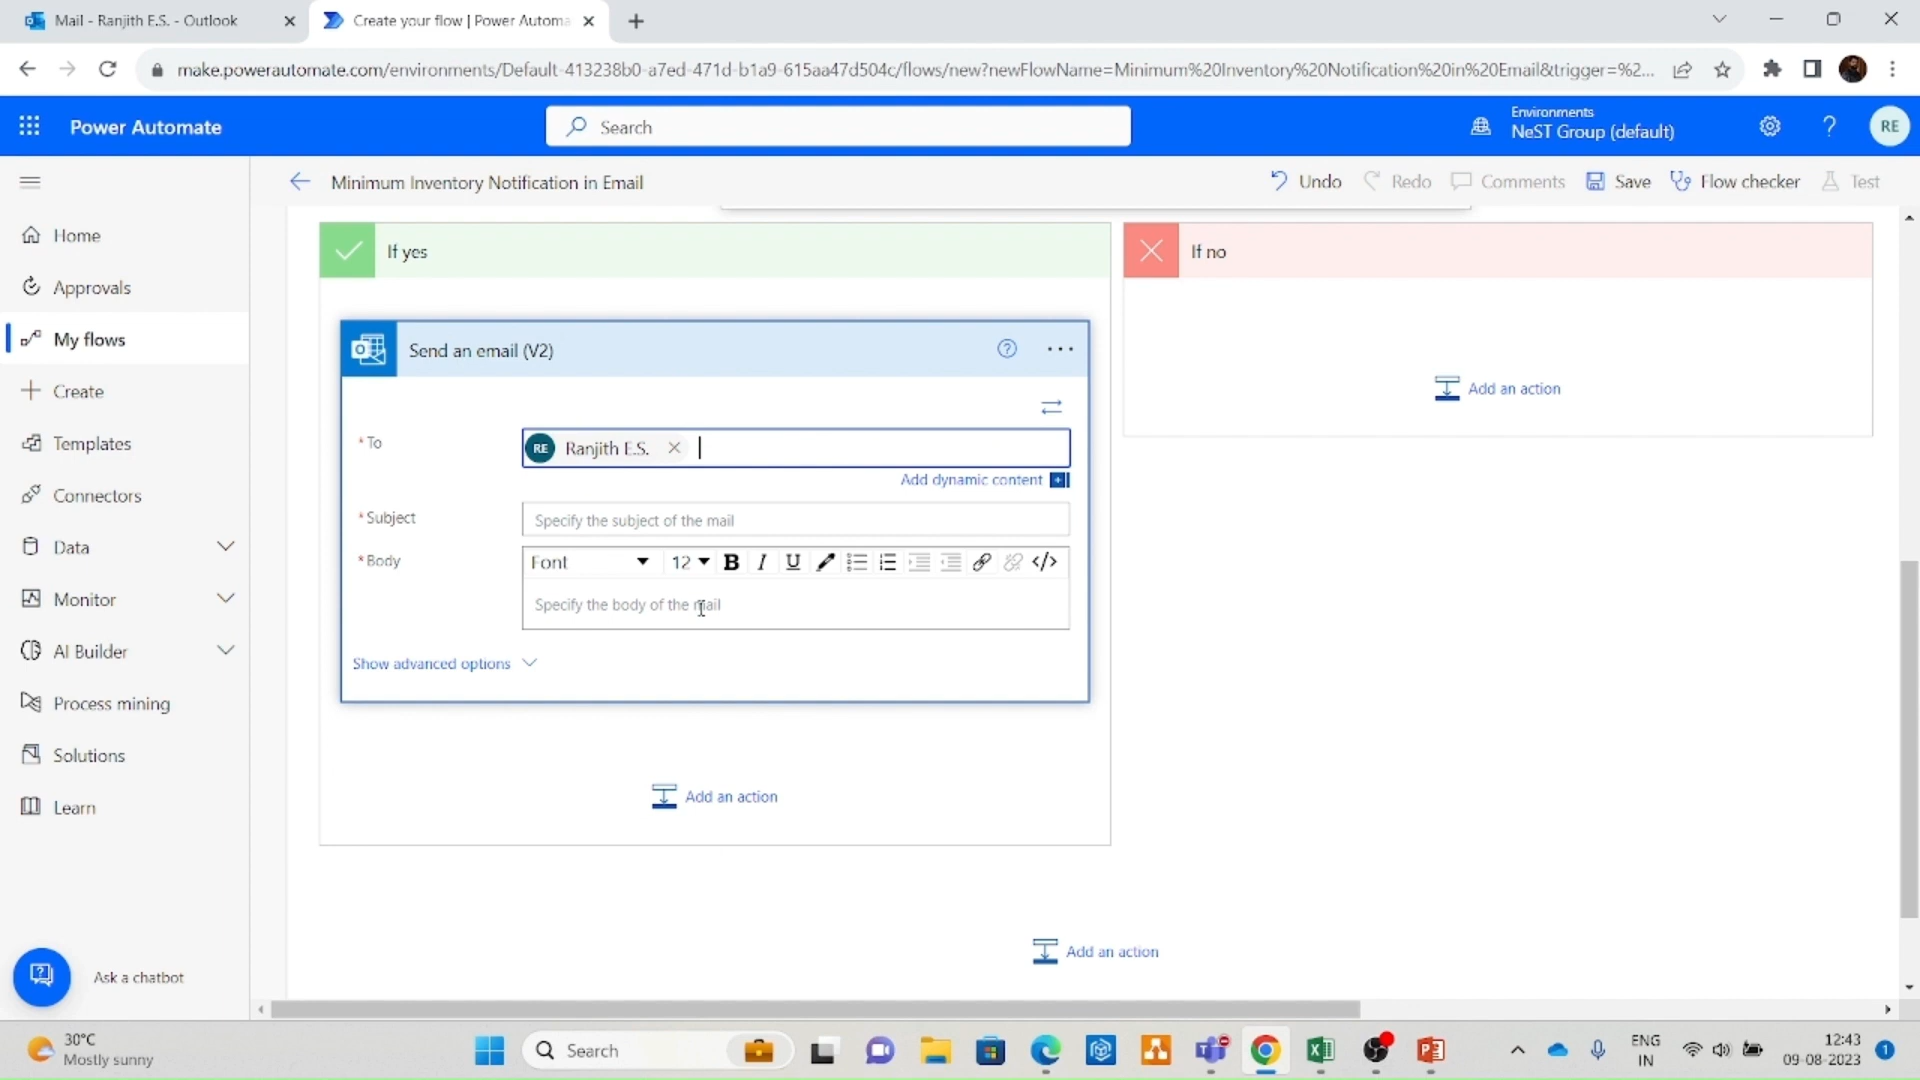 Mail - Ranjith E.S. - Outlook
Create your flow | Power Automa
make.powerautomate.com/environments/Default-413238b0-a7ed-471d-b1a9-615aa47d504c/flows/new?newFlowName=Minimum%20Inventory%20Notification%20in%20Email&trigger=%2...
Power Automate
Search
Environments
NeST Group (default)
RE
Minimum Inventory Notification in Email
Undo
Redo
Comments
Save
Flow checker
Test
Home
Approvals
My flows
Create
Templates
Connectors
Data
Monitor
AI Builder
Process mining
Solutions
Learn
Ask a chatbot
If yes
If no
Send an email (V2)
Add an action
* To
RE Ranjith E.S.
Add dynamic content
* Subject
Specify the subject of the mail
* Body
Font 12 B I U </>
Specify the body of the mail
Show advanced options
Add an action
Add an action
30°C
Mostly sunny
Search
ENG
IN
12:43
09-08-2023
1